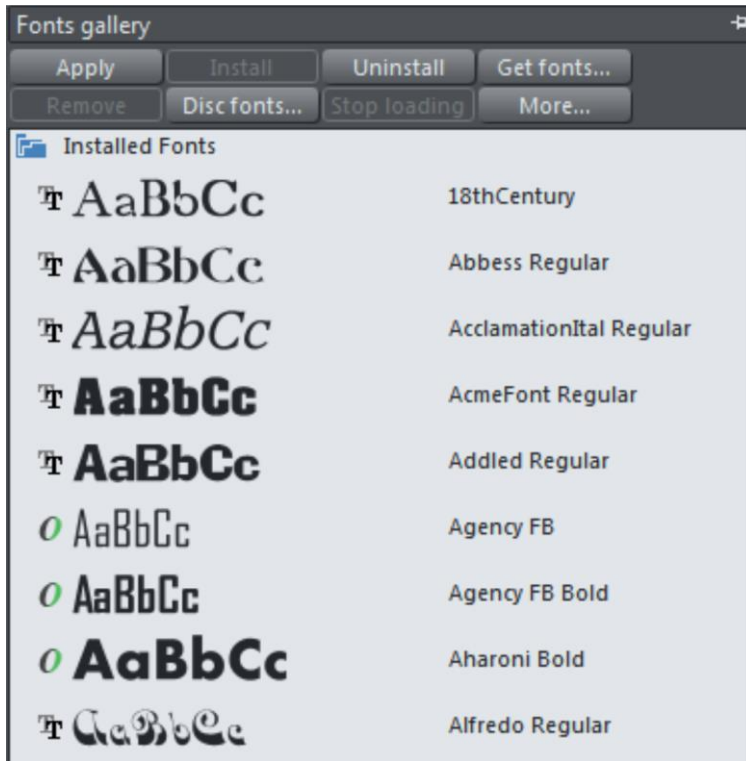 Fonts gallery
Apply Install Uninstall Get fonts...
Remove Disc fonts... Stop loading More...
Installed Fonts
AaBbCc 18thCentury
AaBbCc Abbess Regular
AaBbCc AcclamationItal Regular
AaBbCc AcmeFont Regular
AaBbCc Addled Regular
AaBbCc Agency FB
AaBbCc Agency FB Bold
AaBbCc Aharoni Bold
AaBbCc Alfredo Regular